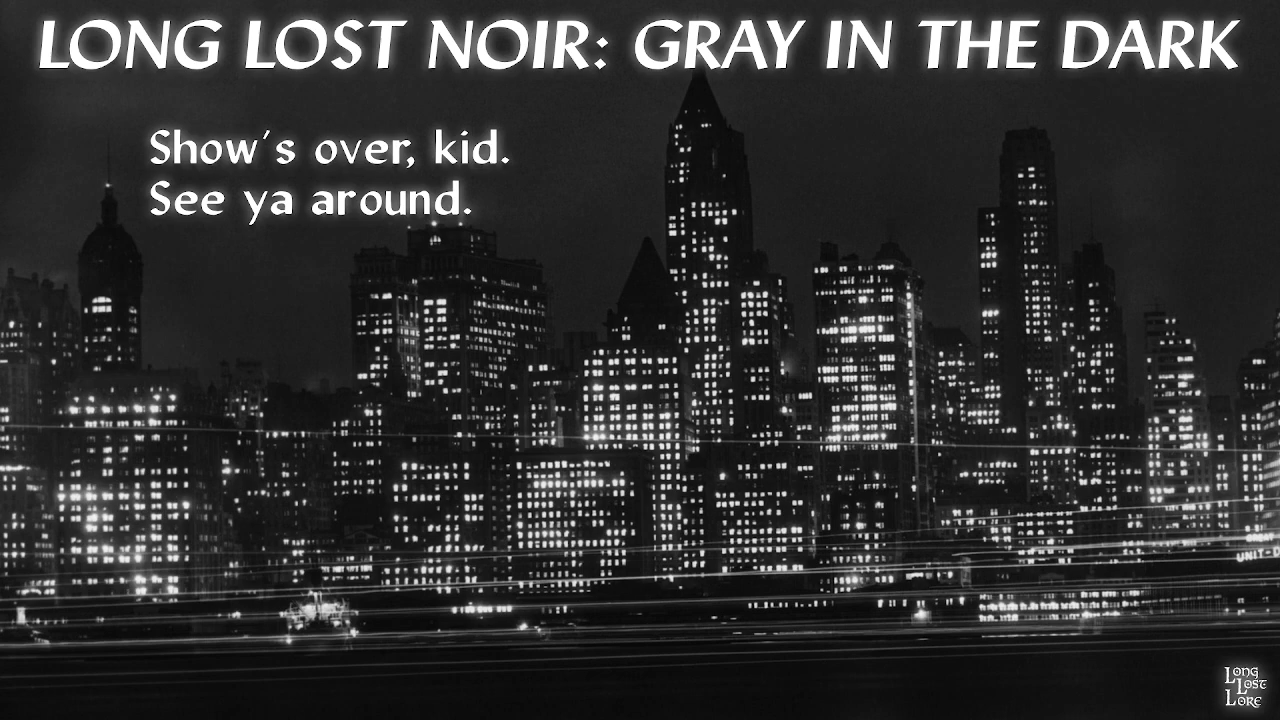 LONG LOST NOIR: GRAY IN THE DARK
Show's over, kid.
See ya around.
Long
Lost
Lore